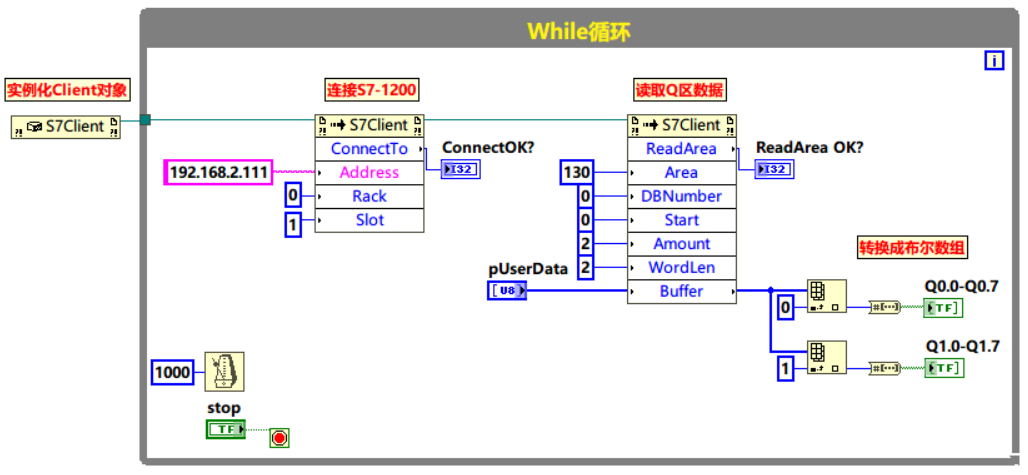 While循环
i
实例化Client对象
S7Client
连接S7-1200
S7Client
ConnectTo
Address
Rack
Slot
192.168.2.111
0
1
ConnectOK?
I32
读取Q区数据
S7Client
ReadArea
Area
DBNumber
Start
Amount
WordLen
Buffer
130
0
0
2
2
pUserData
U8
ReadArea OK?
I32
转换成布尔数组
0
Q0.0-Q0.7
TF
1
Q1.0-Q1.7
TF
1000
stop
TF